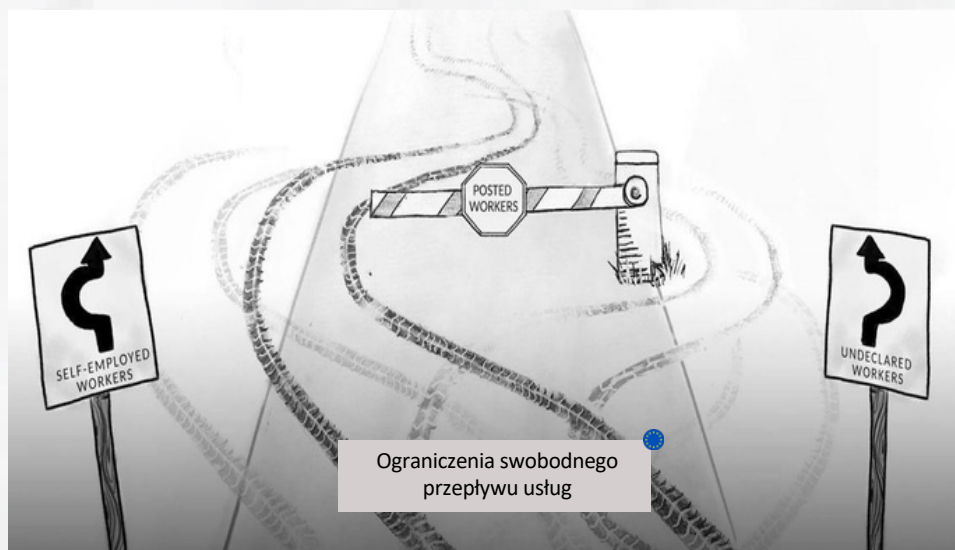 POSTED
WORKERS
SELF-EMPLOYED
WORKERS
UNDECLARED
WORKERS
Ograniczenia swobodnego
przepływu usług